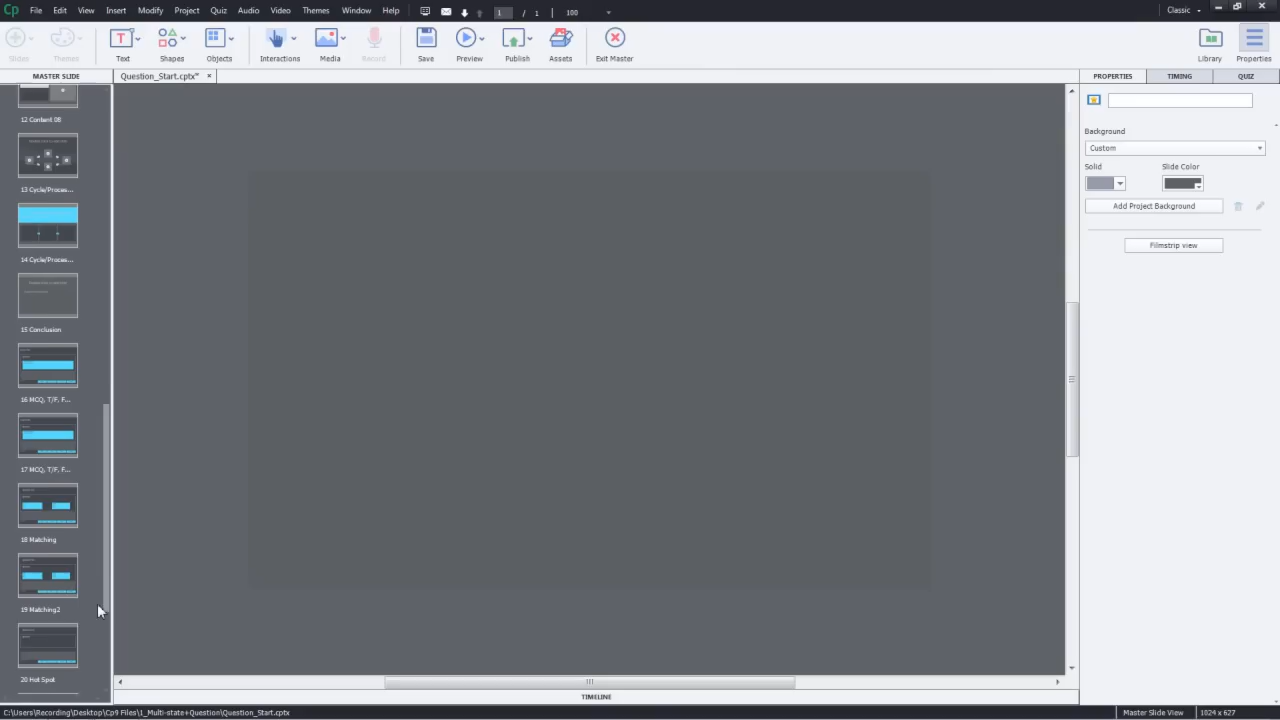 Cp File Edit View Insert Modify Project Quiz Audio Video Themes Window Help 1 / 1 100 Classic
Slides Themes Text Shapes Objects Interactions Media Record Save Preview Publish Assets Exit Master Library Properties
MASTER SLIDE Question_Start.cptx* × PROPERTIES TIMING QUIZ
12 Content 08
13 Cycle/Proces...
14 Cycle/Proces...
15 Conclusion
16 MCQ, T/F, F...
17 MCQ, T/F, F...
18 Matching
19 Matching2
20 Hot Spot
Background
Custom
Solid Slide Color
Add Project Background
Filmstrip view
TIMELINE
C:\Users\Recording\Desktop\Cp9 Files\1_Multi-state+Question\Question_Start.cptx Master Slide View 1024 x 627